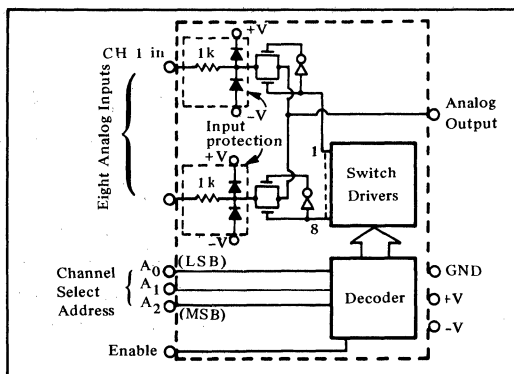 +V
CH 1 in
1k
-V
Analog Output
Eight Analog Inputs
Input protection
+V
1k
-V
1
8
Switch Drivers
Channel Select Address
A0 (LSB)
A1
A2 (MSB)
Enable
Decoder
GND
+V
-V